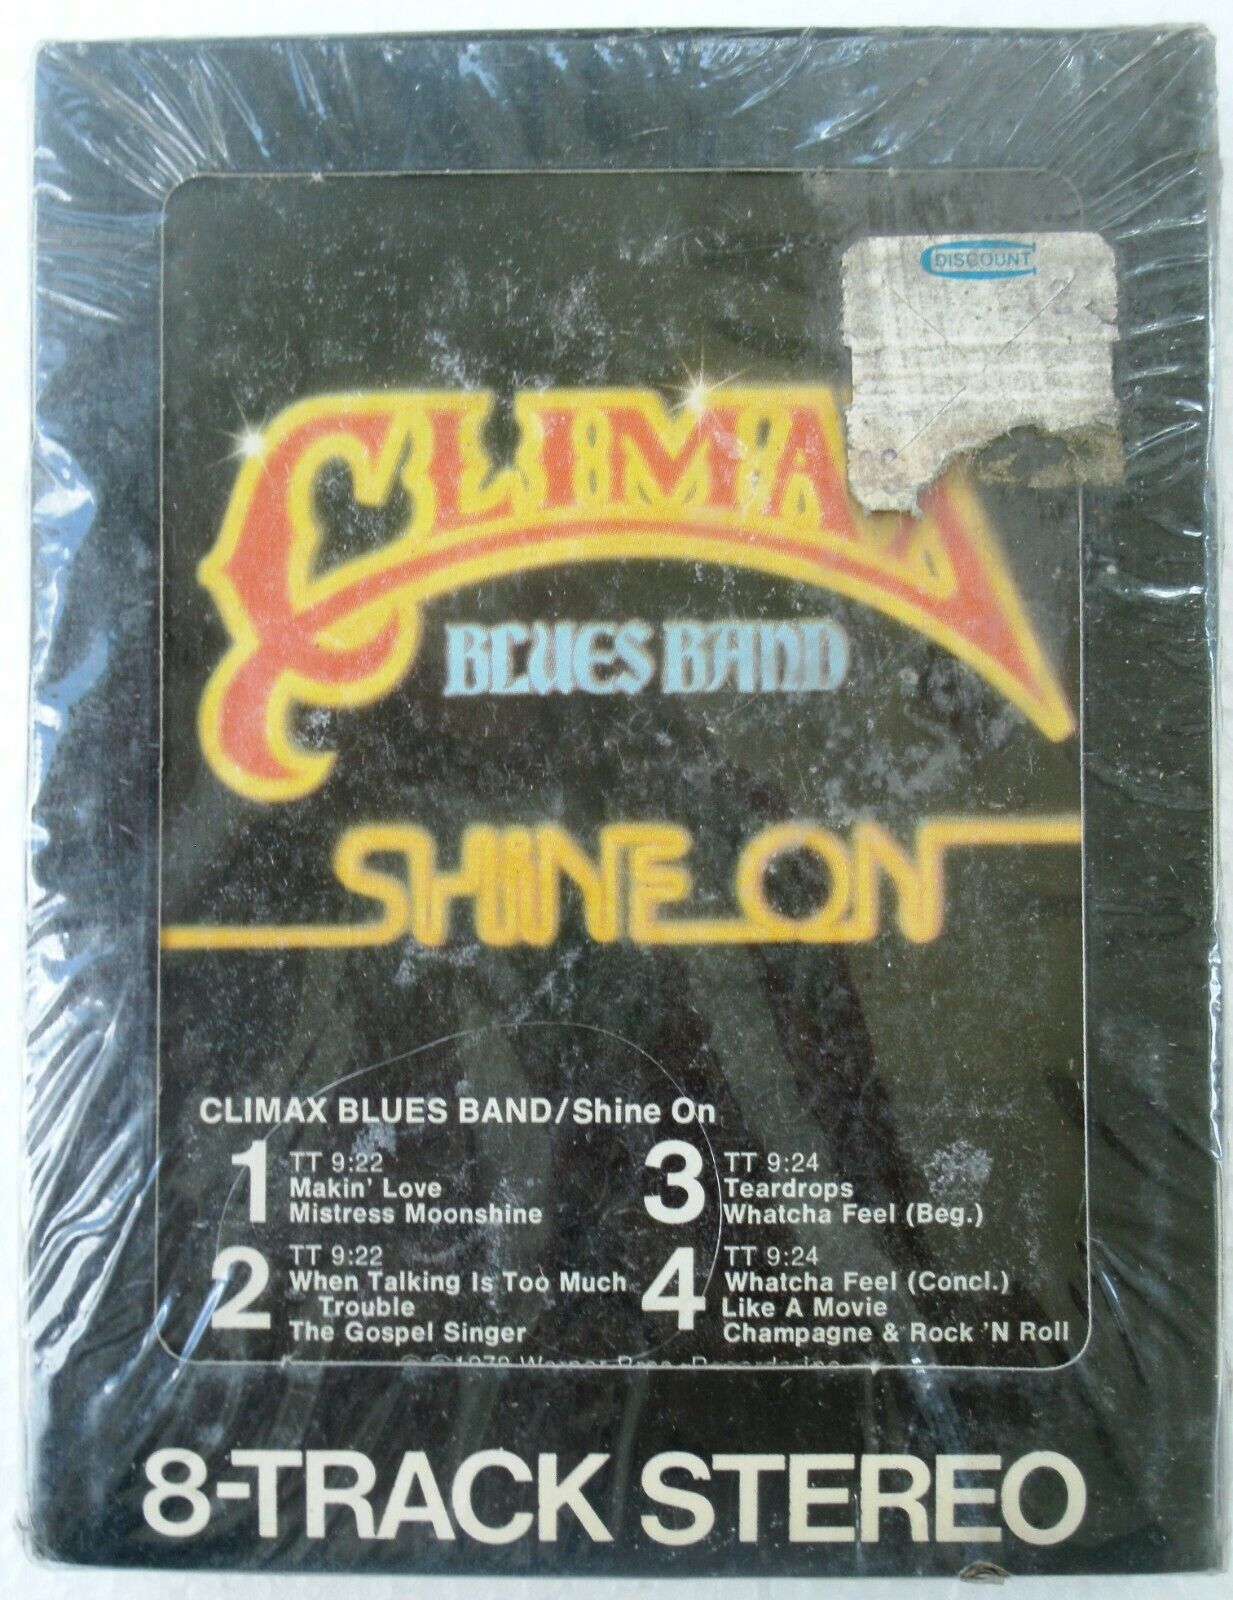 DISCOUNT
CLIMA
BLUES BAND
SHINE ON
CLIMAX BLUES BAND/Shine On
1 TT 9:22
Makin' Love
Mistress Moonshine
2 TT 9:22
When Talking Is Too Much
Trouble
The Gospel Singer
3 TT 9:24
Teardrops
Whatcha Feel (Beg.)
4 TT 9:24
Whatcha Feel (Concl.)
Like A Movie
Champagne & Rock 'N Roll
8-TRACK STEREO